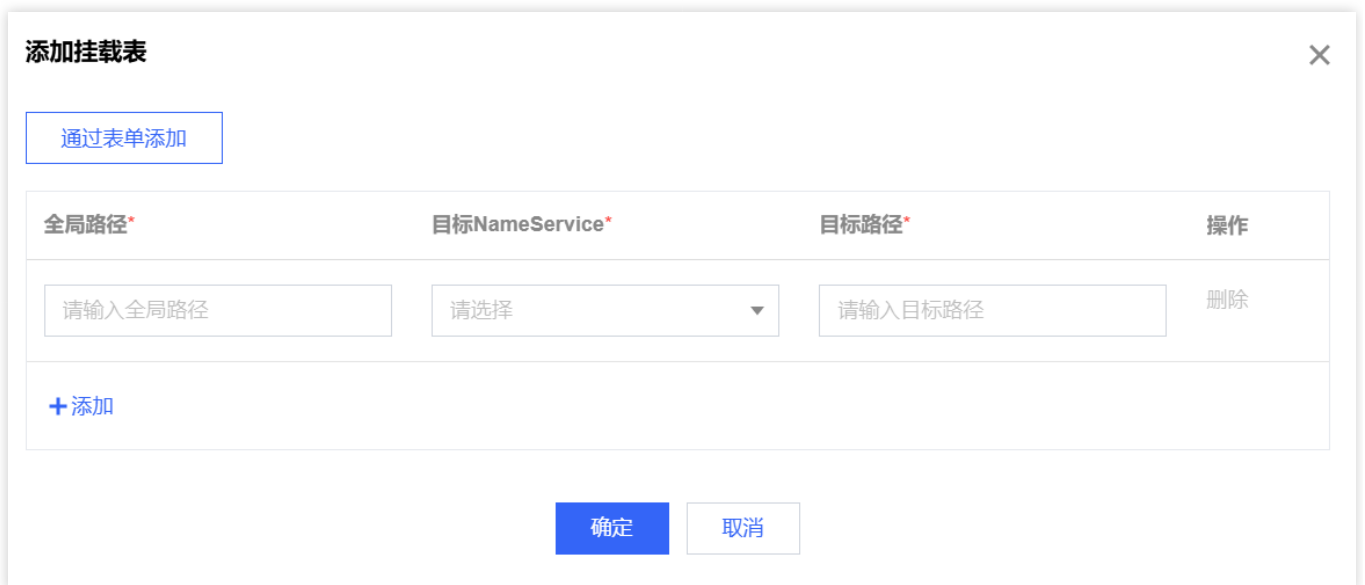 添加挂载表
通过表单添加
全局路径* 目标NameService* 目标路径* 操作
请输入全局路径 请选择 请输入目标路径 删除
+添加
确定 取消